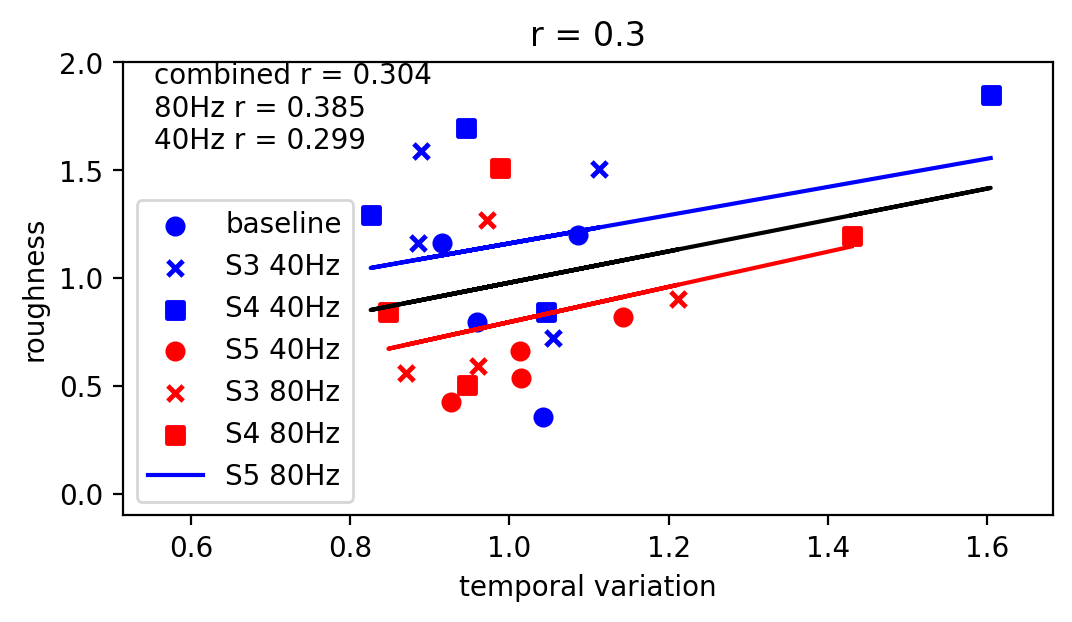 r = 0.3
combined r = 0.304
80Hz r = 0.385
40Hz r = 0.299
baseline
S3 40Hz
S4 40Hz
S5 40Hz
S3 80Hz
S4 80Hz
S5 80Hz
roughness
2.0
1.5
1.0
0.5
0.0
0.6 0.8 1.0 1.2 1.4 1.6
temporal variation